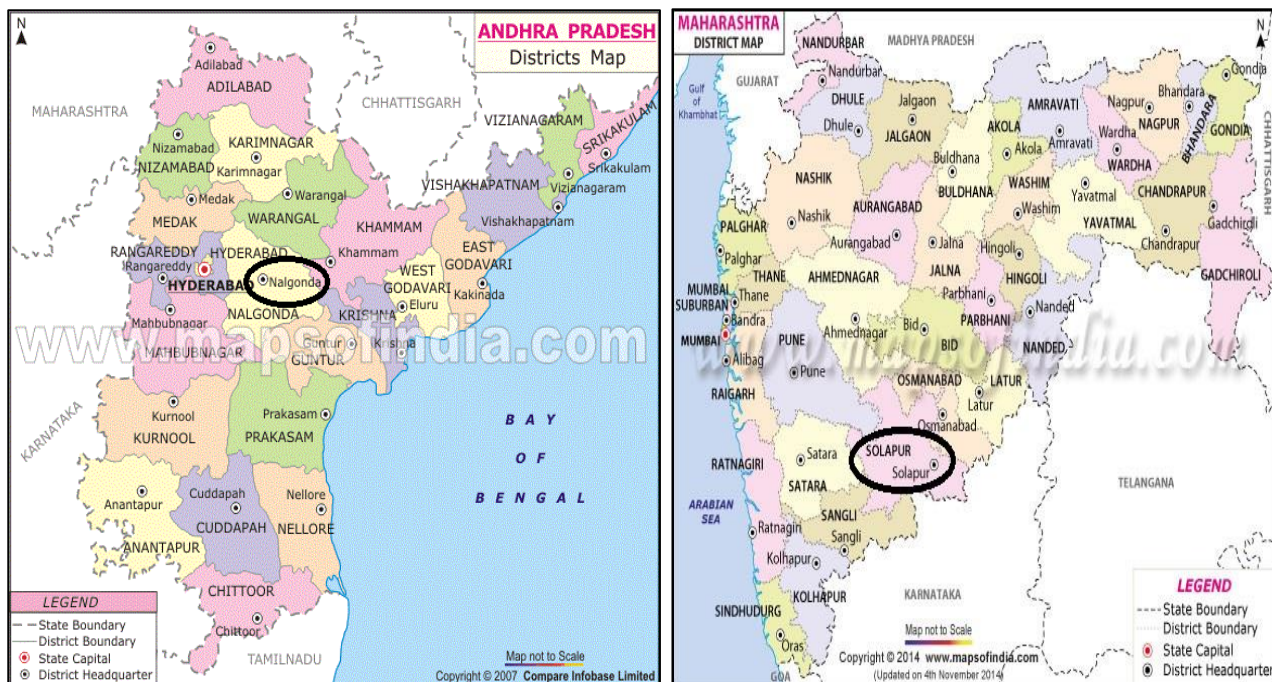 N
ANDHRA PRADESH
Districts Map
Adilabad
ADILABAD
MAHARASHTRA
CHHATTISGARH
VIZIANAGARAM
SRIKAKULAM
Srikakulam
Nizamabad
NIZAMABAD
KARIMNAGAR
Karimnagar
VISHAKHAPATNAM
Vizianagaram
Medak
MEDAK
Warangal
WARANGAL
KHAMMAM
Vishakhapatnam
RANGAREDDY
Rangareddy
HYDERABAD
HYDERABAD
Khammam
EAST
GODAVARI
WEST
GODAVARI
Nalgonda
NALGONDA
Kakinada
Eluru
KRISHNA
Krishna
Mahbubnagar
MAHBUBNAGAR
www.mapsofindia.com
Guntur
GUNTUR
KARNATAKA
Kurnool
KURNOOL
Prakasam
PRAKASAM
BAY
OF
BENGAL
Anantapur
ANANTAPUR
Cuddapah
CUDDAPAH
Nellore
NELLORE
CHITTOOR
Chittoor
TAMILNADU
LEGEND
State Boundary
District Boundary
State Capital
District Headquarter
Map not to Scale
Copyright © 2007 Compare Infobase Limited
MAHARASHTRA
DISTRICT MAP
N
NANDURBAR
Nandurbar
MADHYA PRADESH
GUJARAT
Gulf
of
Khambhat
DHULE
Dhule
Jalgaon
JALGAON
AMRAVATI
Amravati
Nagpur
NAGPUR
Bhandara
BHANDARA
Gondia
GONDIA
CHHATTISGARH
AKOLA
Akola
Wardha
WARDHA
Buldhana
BULDHANA
WASHIM
Washim
Yavatmal
YAVATMAL
CHANDRAPUR
Chandrapur
Gadchiroli
GADCHIROLI
NASHIK
Nashik
AURANGABAD
Aurangabad
Jalna
JALNA
Hingoli
HINGOLI
PALGHAR
Palghar
THANE
Thane
AHMEDNAGAR
Ahmednagar
Parbhani
PARBHANI
Nanded
NANDED
MUMBAI
SUBURBAN
Bandra
MUMBAI
Alibag
PUNE
Pune
Bid
BID
www.mapsofindia.com
RAIGARH
OSMANABAD
Osmanabad
LATUR
Latur
SOLAPUR
Solapur
Satara
SATARA
RATNAGIRI
Ratnagiri
ARABIAN
SEA
SANGLI
Sangli
Kolhapur
KOLHAPUR
TELANGANA
SINDHUDURG
Oras
KARNATAKA
GOA
Map not to Scale
Copyright © 2014 www.mapsofindia.com
(Updated on 4th November 2014)
LEGEND
State Boundary
District Boundary
State Capital
District Headquarter